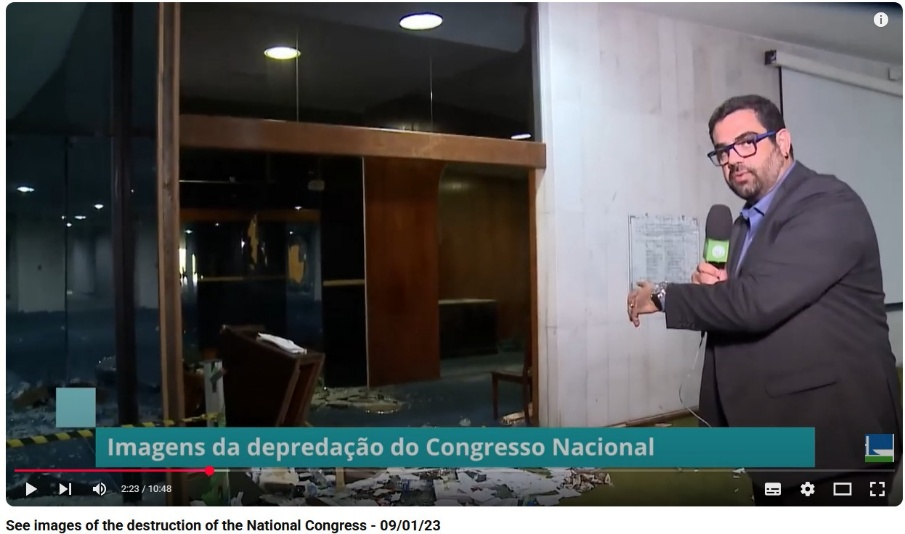 Imagens da depredação do Congresso Nacional
2:23 / 10:48
See images of the destruction of the National Congress - 09/01/23